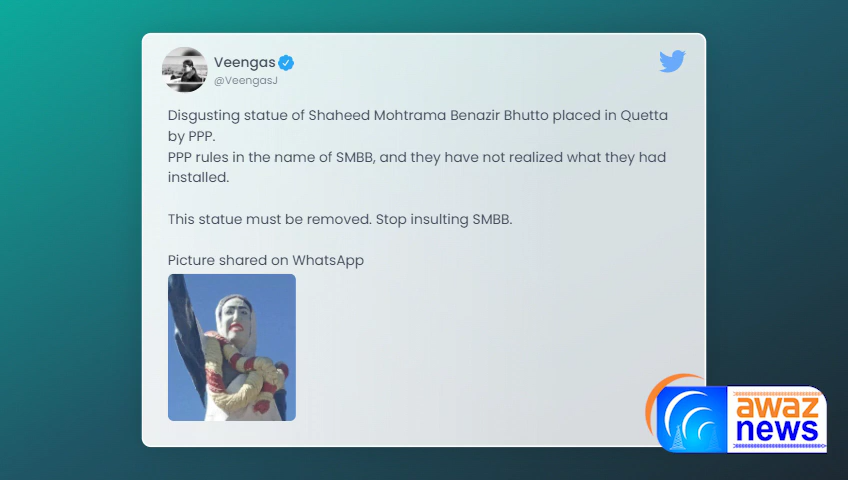 Veengas
@VeengasJ
Disgusting statue of Shaheed Mohtrama Benazir Bhutto placed in Quetta
by PPP.
PPP rules in the name of SMBB, and they have not realized what they had
installed.
This statue must be removed. Stop insulting SMBB.
Picture shared on WhatsApp
awaz
news